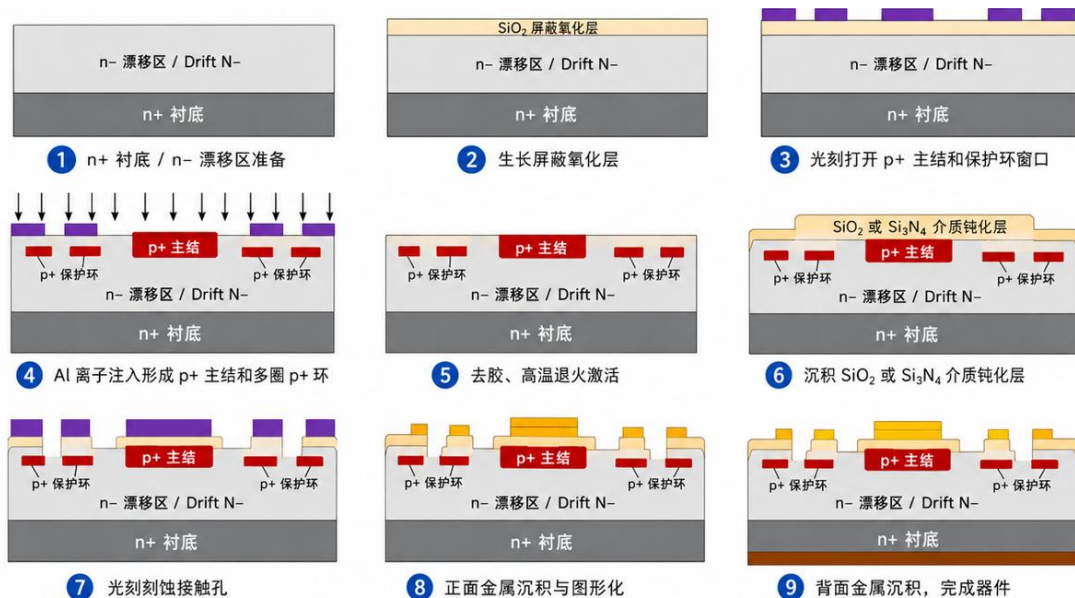 n− 漂移区 / Drift N−
n+ 衬底
1 n+ 衬底 / n− 漂移区准备
SiO₂ 屏蔽氧化层
n− 漂移区 / Drift N−
n+ 衬底
2 生长屏蔽氧化层
n− 漂移区 / Drift N−
n+ 衬底
3 光刻打开 p+ 主结和保护环窗口
p+ 主结
p+ 保护环
p+ 保护环
n− 漂移区 / Drift N−
n+ 衬底
4 Al 离子注入形成 p+ 主结和多圈 p+ 环
p+ 主结
p+ 保护环
p+ 保护环
n− 漂移区 / Drift N−
n+ 衬底
5 去胶、高温退火激活
SiO₂ 或 Si₃N₄ 介质钝化层
p+ 主结
p+ 保护环
p+ 保护环
n− 漂移区 / Drift N−
n+ 衬底
6 沉积 SiO₂ 或 Si₃N₄ 介质钝化层
p+ 主结
p+ 保护环
p+ 保护环
n− 漂移区 / Drift N−
n+ 衬底
7 光刻刻蚀接触孔
p+ 主结
p+ 保护环
p+ 保护环
n− 漂移区 / Drift N−
n+ 衬底
8 正面金属沉积与图形化
p+ 主结
p+ 保护环
p+ 保护环
n− 漂移区 / Drift N−
n+ 衬底
9 背面金属沉积，完成器件